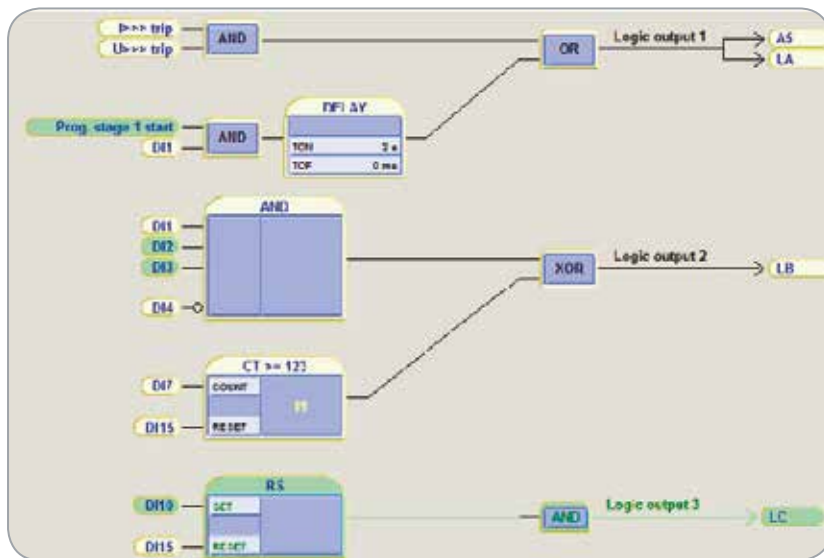 I>>> trip
U>>> trip
AND
OR
Logic output 1
A5
LA
Prog. stage 1 start
DI1
AND
DELAY
TON 2 s
TOF 0 ms
DI1
DI2
DI3
DI4
AND
XOR
Logic output 2
LB
CT >= 123
DI7
COUNT
DI15
RESET
RS
DI10
SET
DI15
RESET
AND
Logic output 3
LC